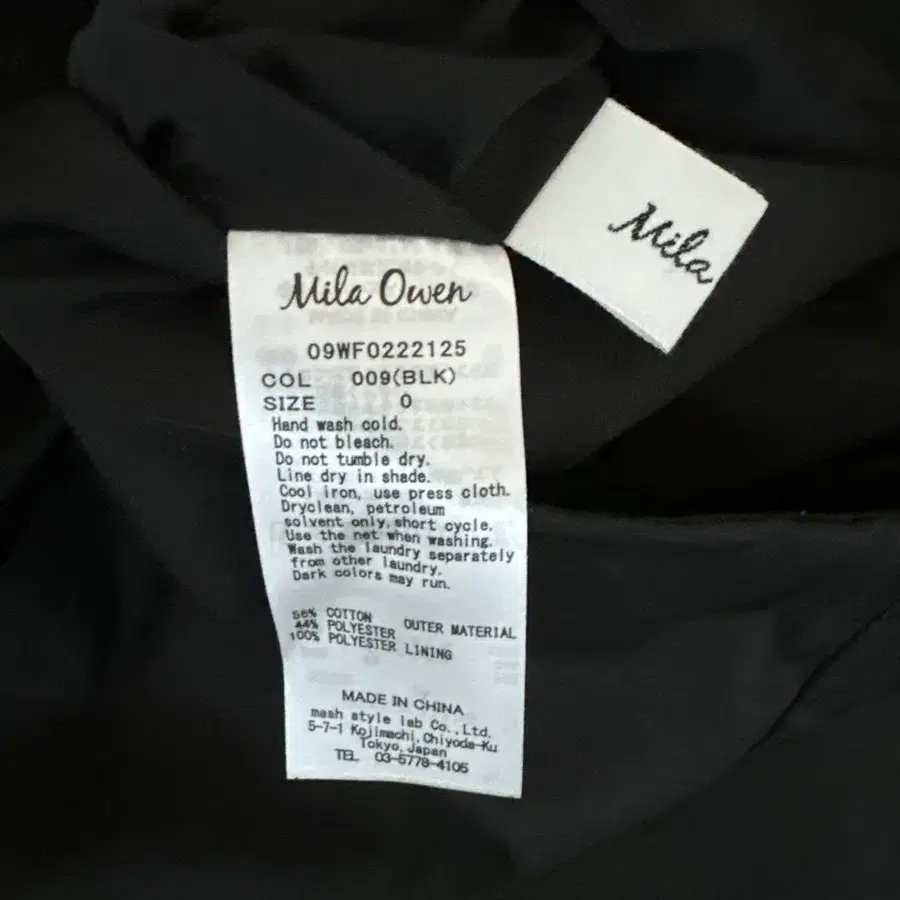 Mila
Mila Owen
09WF0222125
COL 009(BLK)
SIZE 0
Hand wash cold.
Do not bleach.
Do not tumble dry.
Line dry in shade.
Cool iron, use press cloth.
Dryclean, petroleum
solvent only, short cycle.
Use the net when washing.
Wash the laundry separately
from other laundry.
Dark colors may run.
56% COTTON
44% POLYESTER OUTER MATERIAL
100% POLYESTER LINING
MADE IN CHINA
mash style lab Co., Ltd.
5-7-1 Kojimachi, Chiyoda-Ku
Tokyo, Japan
TEL 03-5778-4105